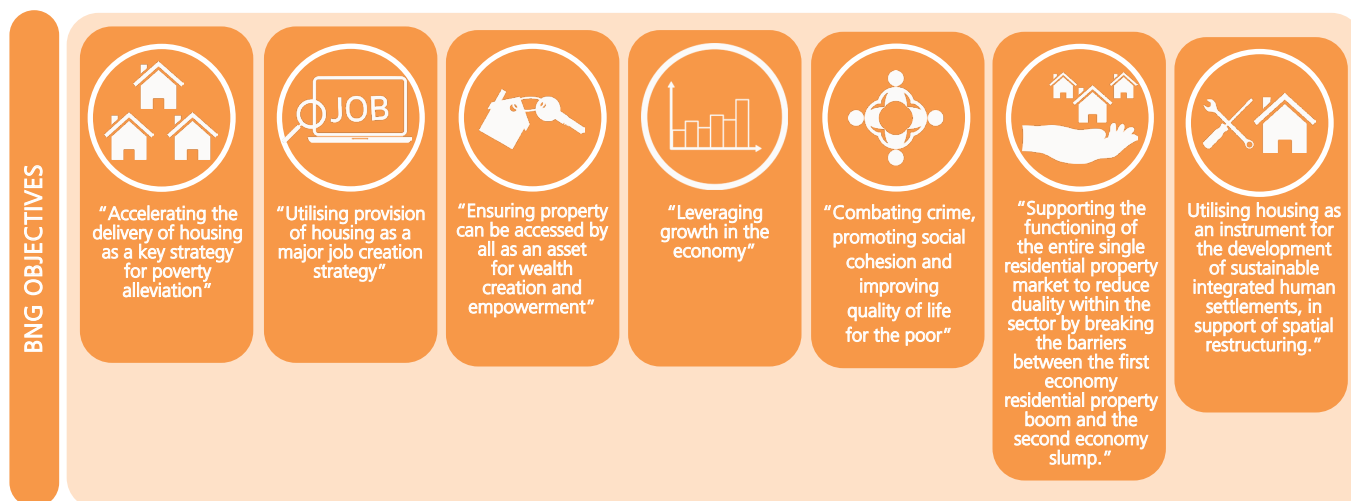 BNG OBJECTIVES
“Accelerating the
delivery of housing
as a key strategy
for poverty
alleviation”
JOB
“Utilising provision
of housing as a
major job creation
strategy”
“Ensuring property
can be accessed by
all as an asset
for wealth
creation and
empowerment”
“Leveraging
growth in the
economy”
“Combating crime,
promoting social
cohesion and
improving
quality of life
for the poor”
“Supporting the
functioning of
the entire single
residential property
market to reduce
duality within the
sector by breaking
the barriers
between the first
economy
residential property
boom and the
second economy
slump.”
Utilising housing as
an instrument for
the development
of sustainable
integrated human
settlements, in
support of spatial
restructuring.”